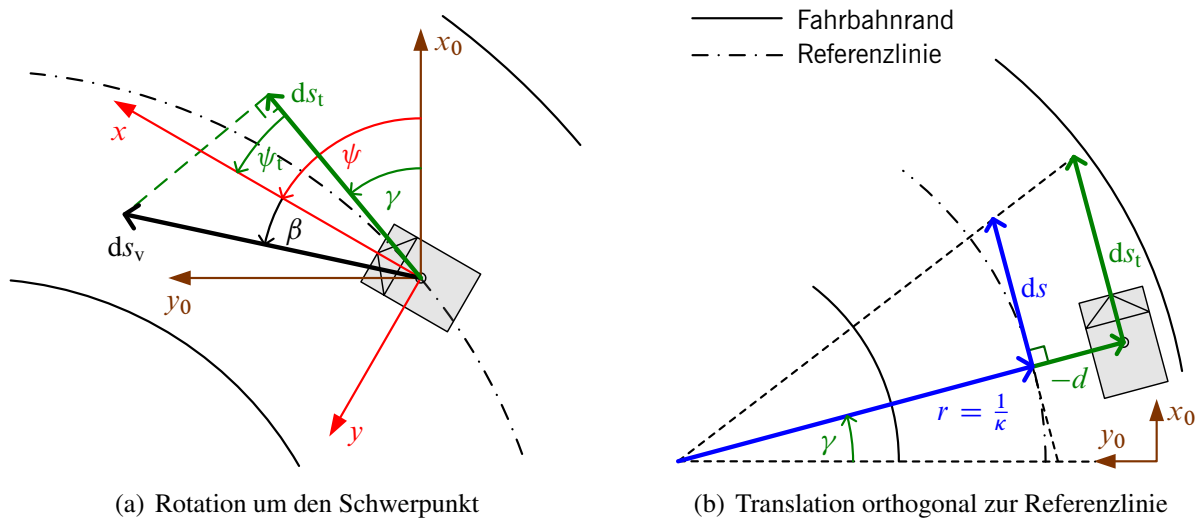 x₀
dsₜ
x
ψₜ
ψ
γ
β
dsᵥ
y₀
y
(a) Rotation um den Schwerpunkt
Fahrbahnrand
Referenzlinie
dsₜ
ds
−d
r = 1/κ
γ
x₀
y₀
(b) Translation orthogonal zur Referenzlinie